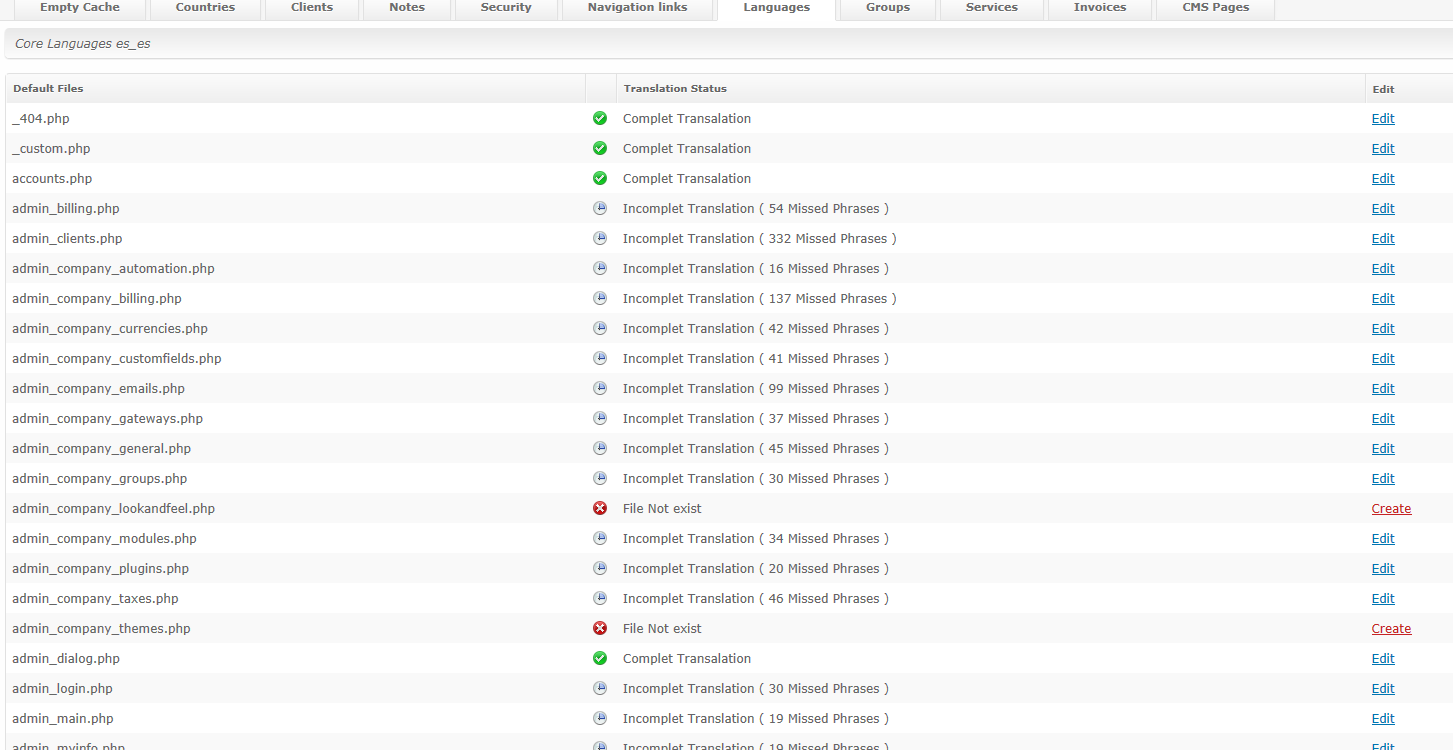 Empty Cache Countries Clients Notes Security Navigation links Languages Groups Services Invoices CMS Pages
Core Languages es_es
Default Files Translation Status Edit
_404.php Complet Transalation Edit
_custom.php Complet Transalation Edit
accounts.php Complet Transalation Edit
admin_billing.php Incomplet Translation ( 54 Missed Phrases ) Edit
admin_clients.php Incomplet Translation ( 332 Missed Phrases ) Edit
admin_company_automation.php Incomplet Translation ( 16 Missed Phrases ) Edit
admin_company_billing.php Incomplet Translation ( 137 Missed Phrases ) Edit
admin_company_currencies.php Incomplet Translation ( 42 Missed Phrases ) Edit
admin_company_customfields.php Incomplet Translation ( 41 Missed Phrases ) Edit
admin_company_emails.php Incomplet Translation ( 99 Missed Phrases ) Edit
admin_company_gateways.php Incomplet Translation ( 37 Missed Phrases ) Edit
admin_company_general.php Incomplet Translation ( 45 Missed Phrases ) Edit
admin_company_groups.php Incomplet Translation ( 30 Missed Phrases ) Edit
admin_company_lookandfeel.php File Not exist Create
admin_company_modules.php Incomplet Translation ( 34 Missed Phrases ) Edit
admin_company_plugins.php Incomplet Translation ( 20 Missed Phrases ) Edit
admin_company_taxes.php Incomplet Translation ( 46 Missed Phrases ) Edit
admin_company_themes.php File Not exist Create
admin_dialog.php Complet Transalation Edit
admin_login.php Incomplet Translation ( 30 Missed Phrases ) Edit
admin_main.php Incomplet Translation ( 19 Missed Phrases ) Edit
admin_myinfo.php Incomplet Translation ( 19 Missed Phrases ) Edit